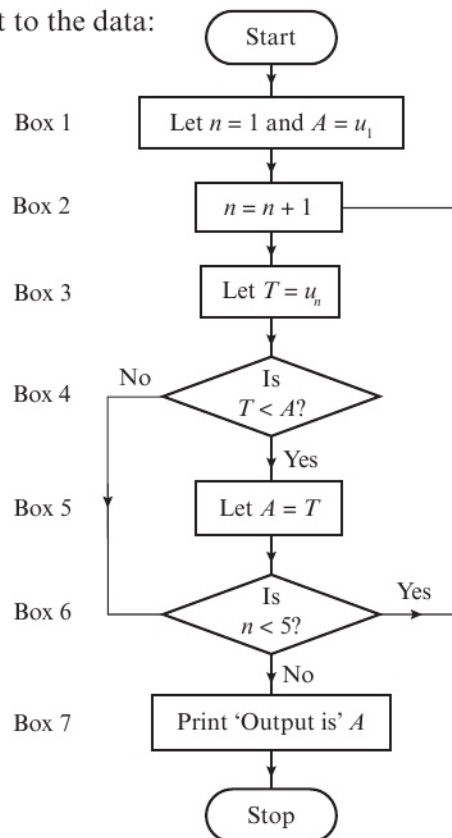 t to the data:
Start
Box 1
Let n = 1 and A = u₁
Box 2
n = n + 1
Box 3
Let T = uₙ
No
Box 4
Is
T < A?
Yes
Box 5
Let A = T
Box 6
Is
n < 5?
Yes
No
Box 7
Print ‘Output is’ A
Stop